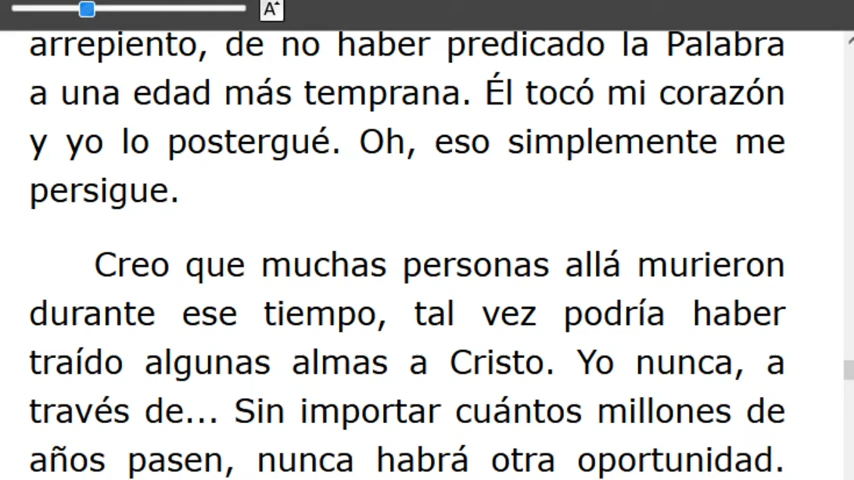 A
arrepiento, de no haber predicado la Palabra
a una edad más temprana. Él tocó mi corazón
y yo lo postergué. Oh, eso simplemente me
persigue.
Creo que muchas personas allá murieron
durante ese tiempo, tal vez podría haber
traído algunas almas a Cristo. Yo nunca, a
través de... Sin importar cuántos millones de
años pasen, nunca habrá otra oportunidad.